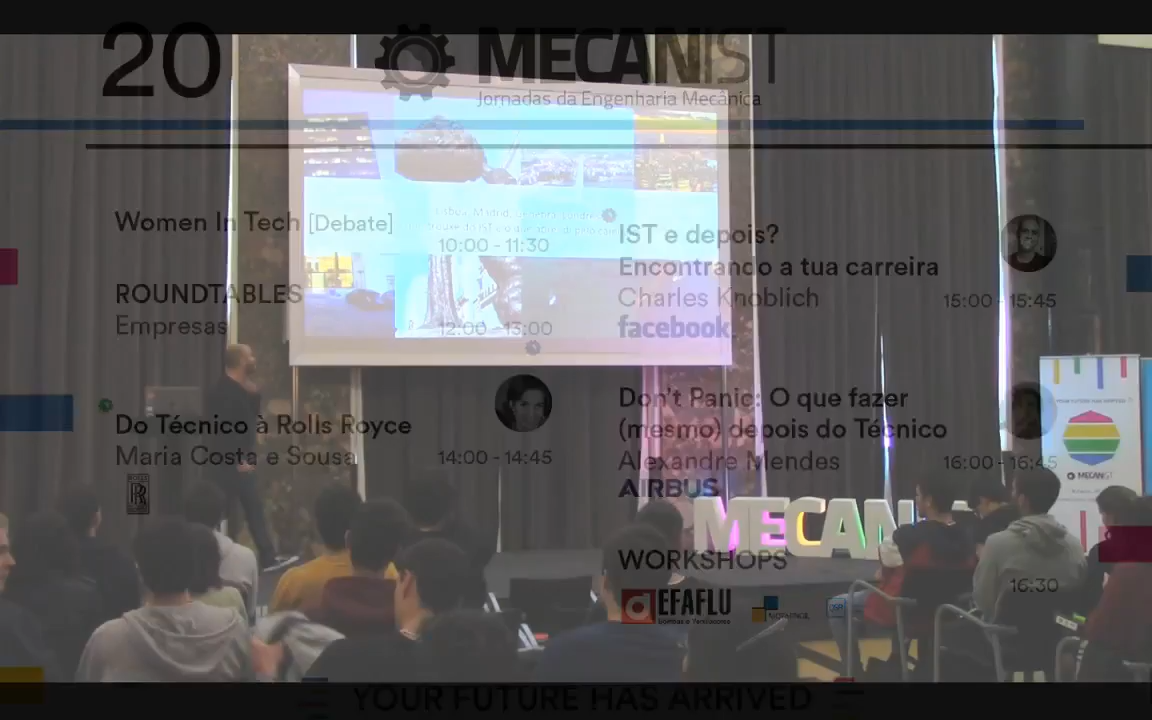 20
MECANIST
Jornadas da Engenharia Mecânica
Women In Tech [Debate]
10:00 - 11:30
ROUNDTABLES
Empresas
12:00 - 13:00
Do Técnico à Rolls Royce
Maria Costa e Sousa
14:00 - 14:45
IST e depois?
Encontrando a tua carreira
Charles Knoblich
15:00 - 15:45
facebook
Don't Panic: O que fazer
(mesmo) depois do Técnico
Alexandre Mendes
16:00 - 16:45
AIRBUS
WORKSHOPS
16:30
EFAFLU
MECAN
MECANIST
YOUR FUTURE HAS ARRIVED